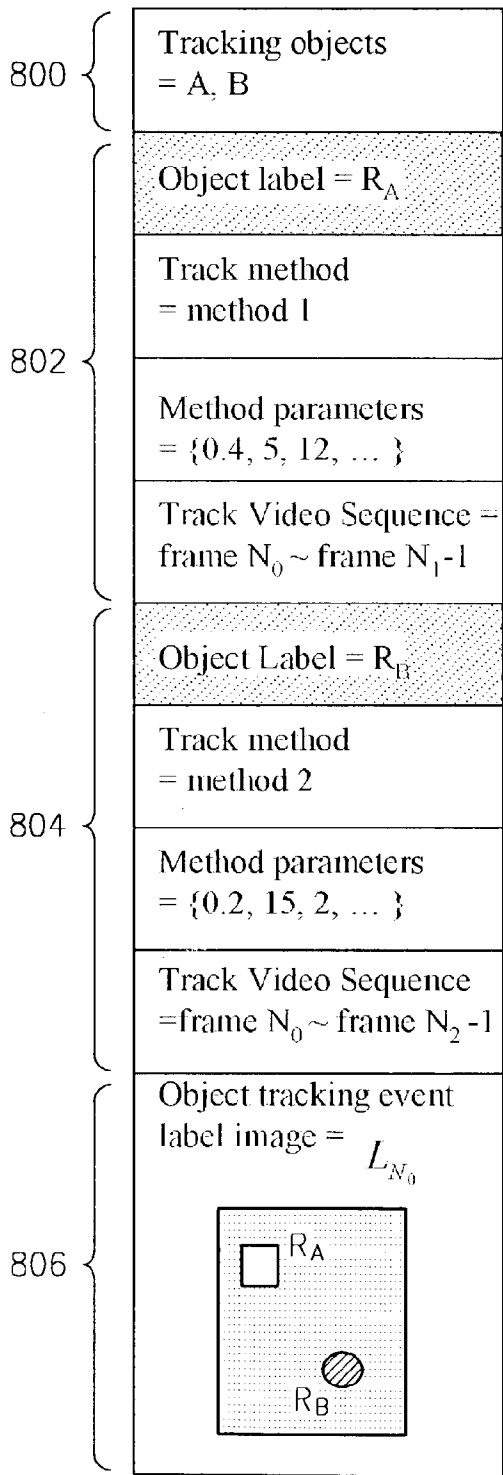 800
Tracking objects
= A, B
802
Object label = R_A
Track method
= method 1
Method parameters
= {0.4, 5, 12, ... }
Track Video Sequence =
frame N_0 ~ frame N_1-1
804
Object Label = R_B
Track method
= method 2
Method parameters
= {0.2, 15, 2, ... }
Track Video Sequence
=frame N_0 ~ frame N_2-1
806
Object tracking event
label image = L_{N_0}
R_A
R_B